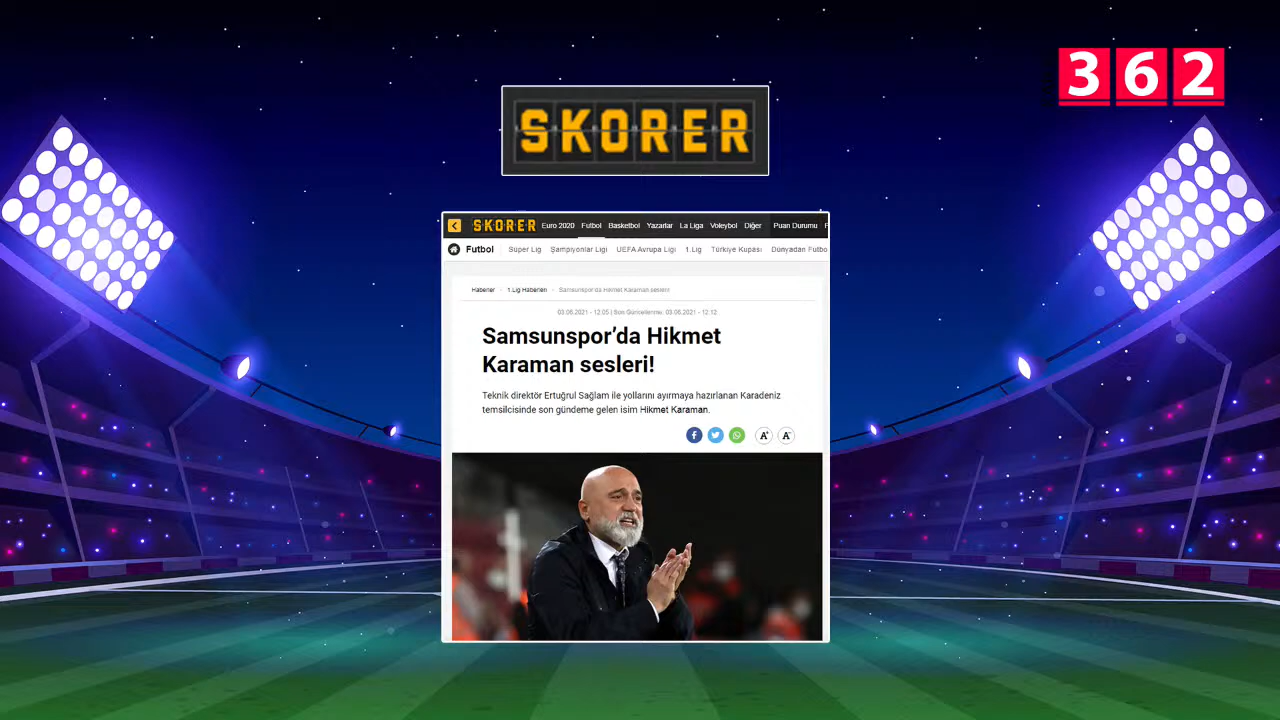 362
SKORER
SKORER Euro 2020 Futbol Basketbol Yazarlar La Liga Voleybol Diğer Puan Durumu
Futbol Süper Lig Şampiyonlar Ligi UEFA Avrupa Ligi 1.Lig Türkiye Kupası Dünyadan Futbo
Haberler 1.Lig Haberleri Samsunspor'da Hikmet Karaman sesleri!
03.06.2021 - 12:05 | Son Güncellenme: 03.06.2021 - 12:12
Samsunspor’da Hikmet
Karaman sesleri!
Teknik direktör Ertuğrul Sağlam ile yollarını ayırmaya hazırlanan Karadeniz
temsilcisinde son gündeme gelen isim Hikmet Karaman.
A+ A-